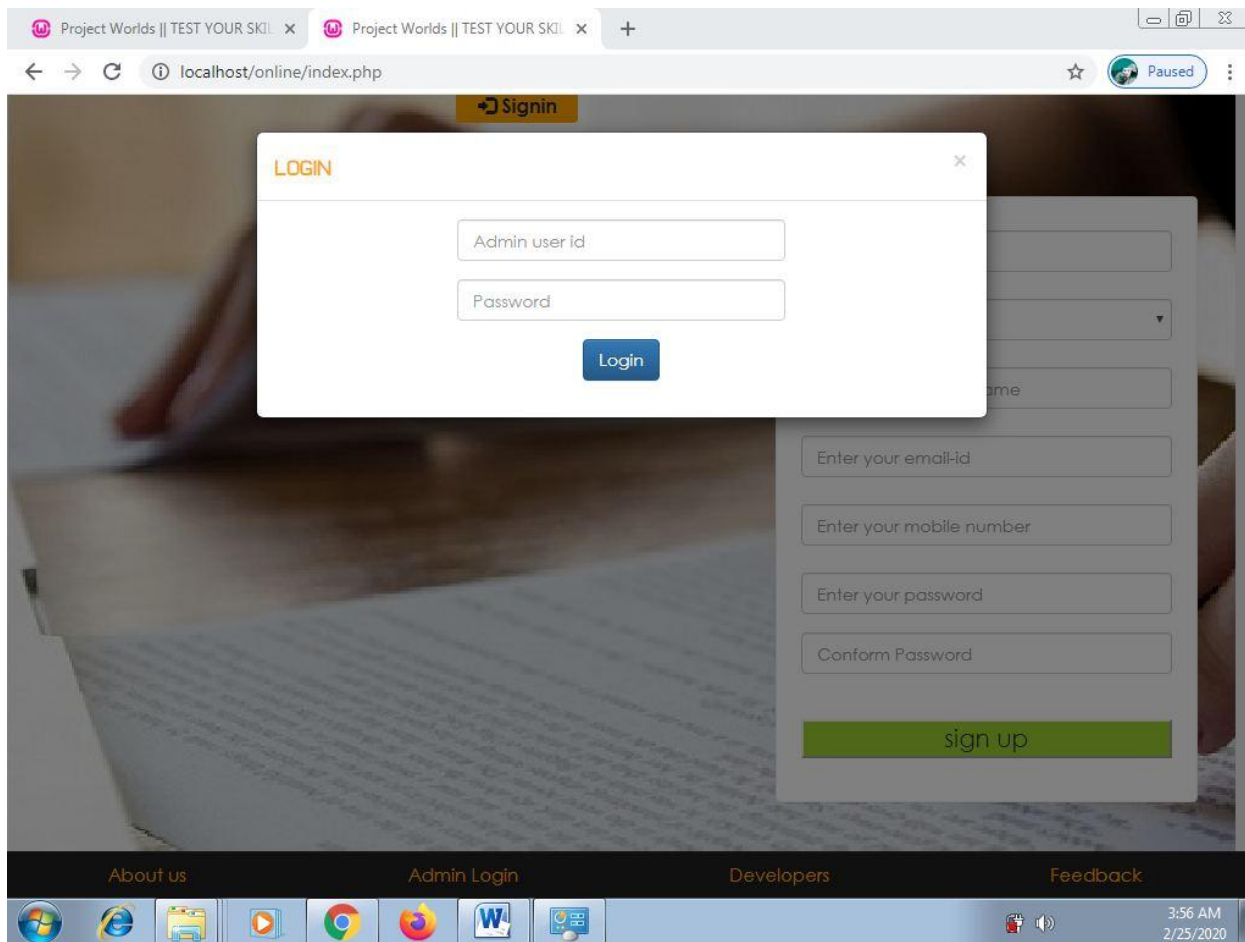 Project Worlds || TEST YOUR SKIL
Project Worlds || TEST YOUR SKIL
localhost/online/index.php
Paused
Signin
LOGIN
×
Admin user id
Password
Login
ame
Enter your email-id
Enter your mobile number
Enter your password
Conform Password
sign up
About us
Admin Login
Developers
Feedback
3:56 AM
2/25/2020